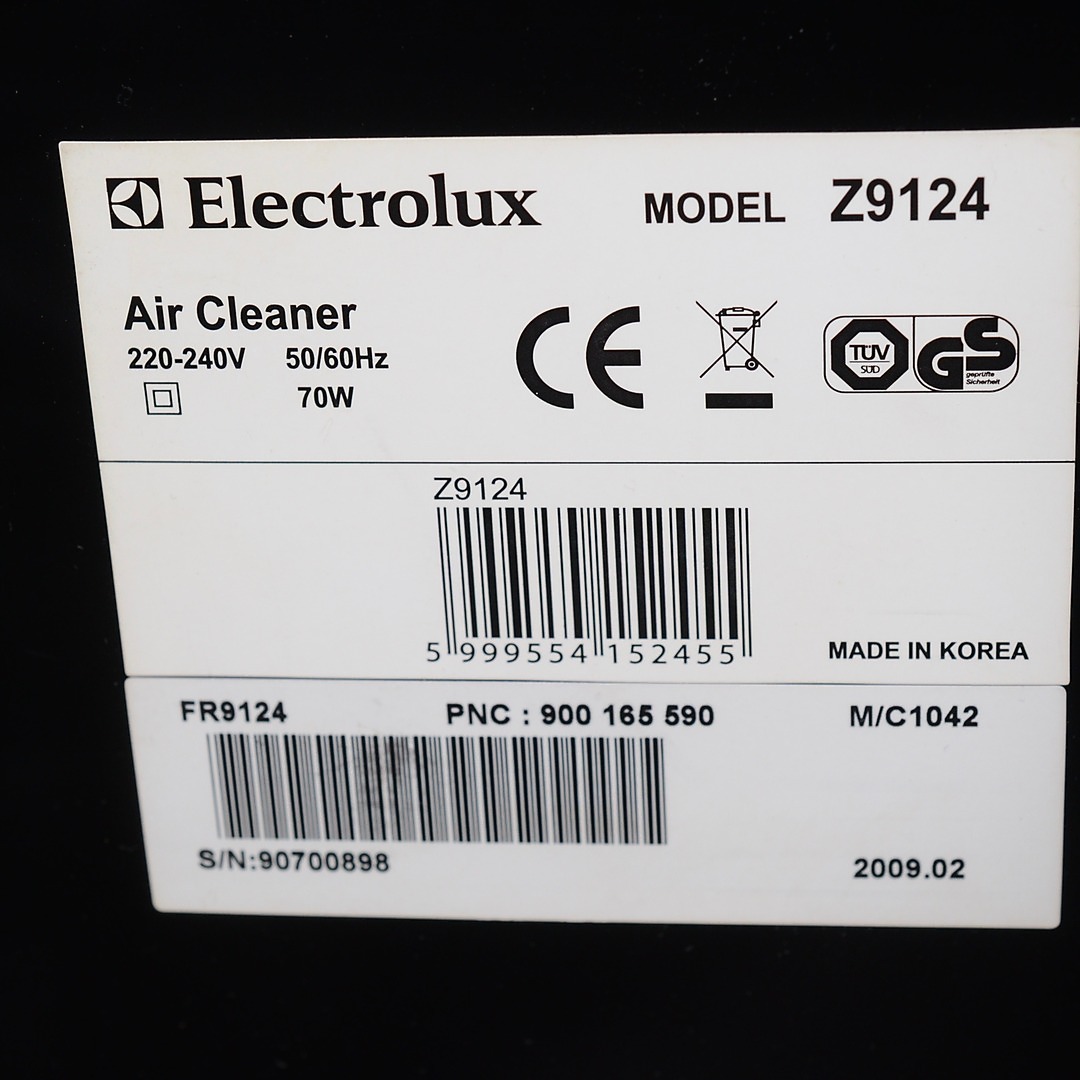 Electrolux MODEL Z9124
Air Cleaner
220-240V 50/60Hz
70W
CE
TÜV
SÜD
GS
geprüfte
Sicherheit
Z9124
5 999554 152455
MADE IN KOREA
FR9124 PNC : 900 165 590 M/C1042
S/N:90700898
2009.02